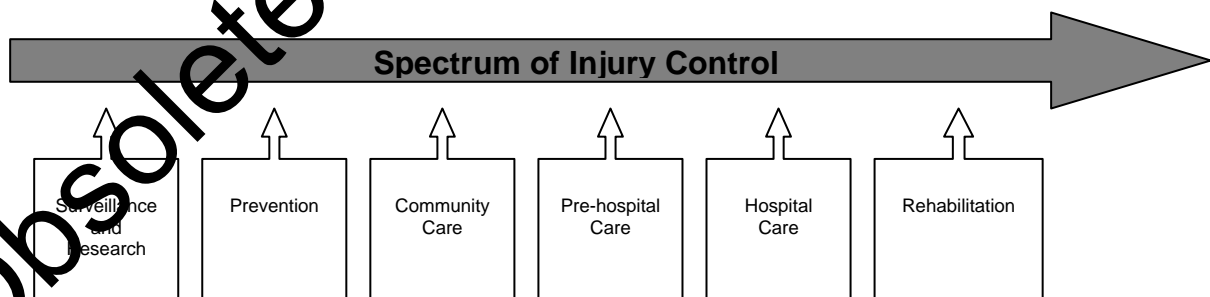 Spectrum of Injury Control
Surveillance
and
Research
Prevention
Community
Care
Pre-hospital
Care
Hospital
Care
Rehabilitation
Obsolete